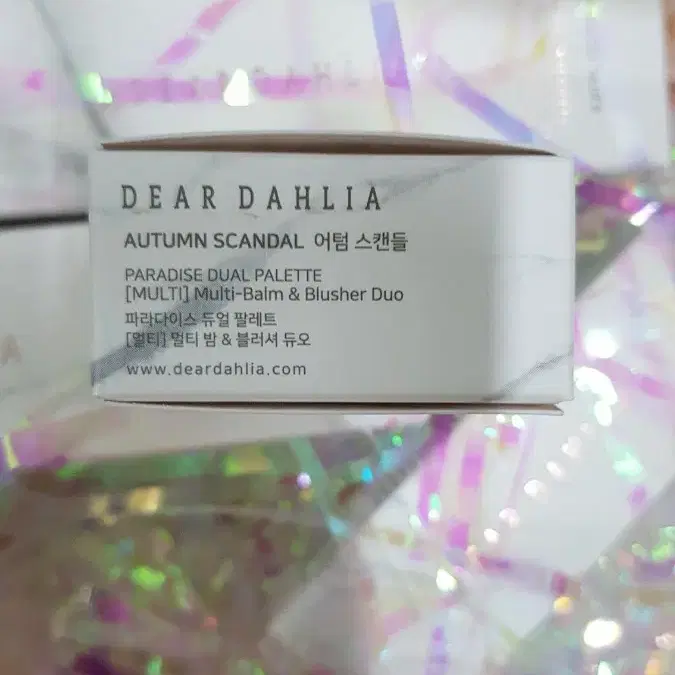 DEAR DAHLIA
AUTUMN SCANDAL 어텀 스캔들
PARADISE DUAL PALETTE
[MULTI] Multi-Balm & Blusher Duo
파라다이스 듀얼 팔레트
[멀티] 멀티 밤 & 블러셔 듀오
www.deardahlia.com